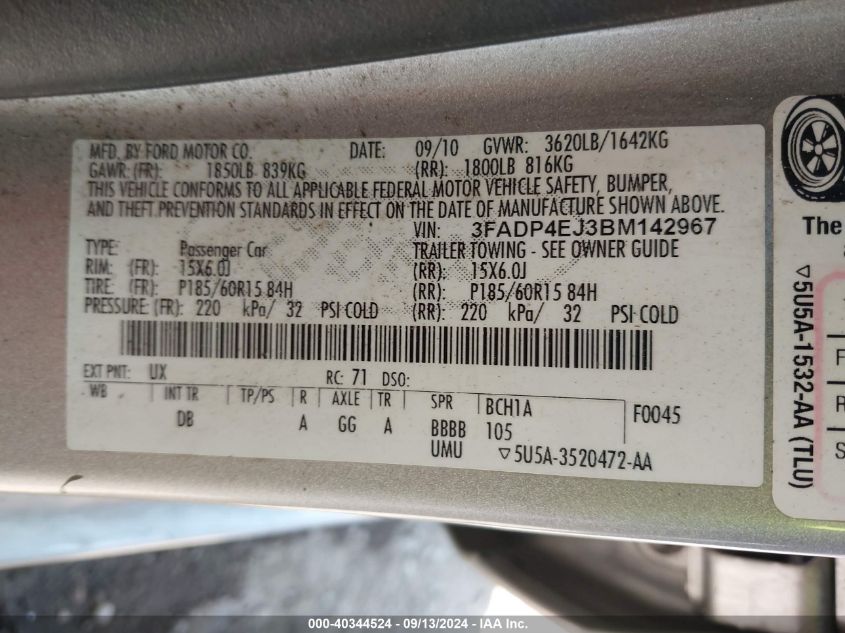 MFD. BY FORD MOTOR CO. DATE: 09/10 GVWR: 3620LB/1642KG
GAWR: (FR): 1850LB 839KG (RR): 1800LB 816KG
THIS VEHICLE CONFORMS TO ALL APPLICABLE FEDERAL MOTOR VEHICLE SAFETY, BUMPER,
AND THEFT PREVENTION STANDARDS IN EFFECT ON THE DATE OF MANUFACTURE SHOWN ABOVE.
VIN: 3FADP4EJ3BM142967
TYPE: Passenger Car TRAILER TOWING - SEE OWNER GUIDE
RIM: (FR): 15X6.0J (RR): 15X6.0J
TIRE: (FR): P185/60R15 84H (RR): P185/60R15 84H
PRESSURE: (FR): 220 kPa/ 32 PSI COLD (RR): 220 kPa/ 32 PSI COLD
EXT PNT: UX RC: 71 DSO:
WB INT TR TP/PS R AXLE TR SPR BCH1A F0045
DB A GG A BBBB 105
UMU ▽5U5A-3520472-AA
The
▽5U5A-1532-AA (TLU)
F
R
S
000-40344524 - 09/13/2024 - IAA Inc.